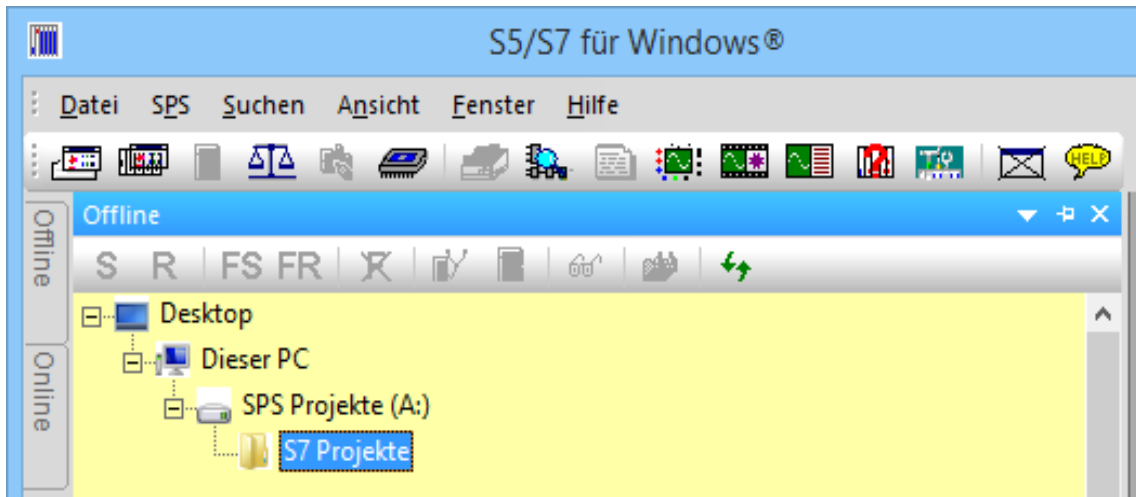 S5/S7 für Windows®
Datei SPS Suchen Ansicht Fenster Hilfe
HELP
Offline
Offline
S R FS FR
Desktop
Dieser PC
Online
SPS Projekte (A:)
S7 Projekte